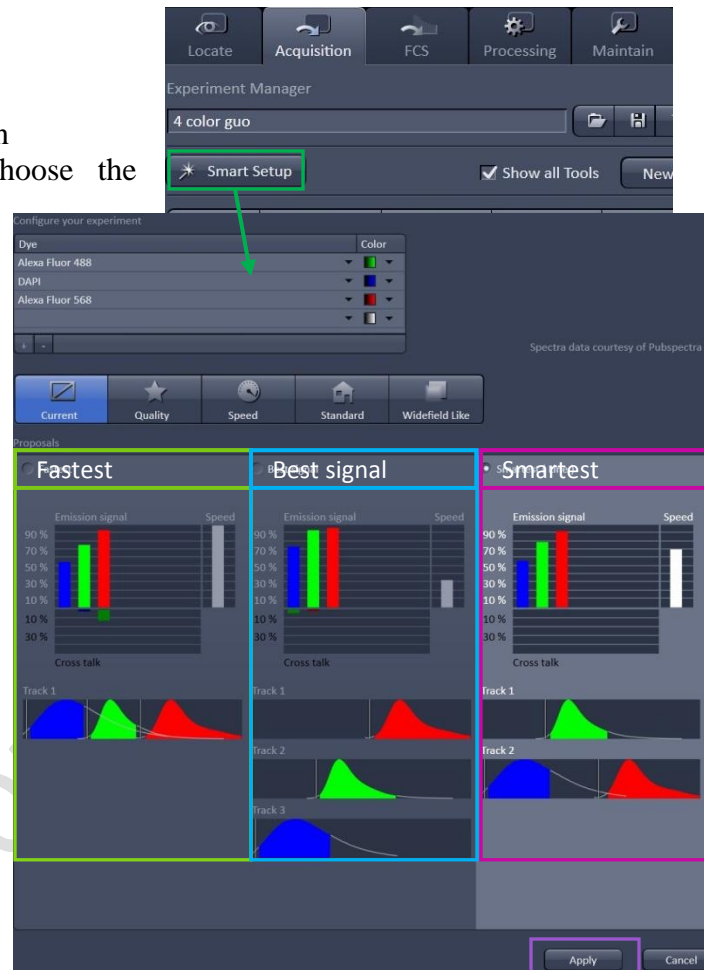 Locate Acquisition FCS Processing Maintain
Experiment Manager
4 color guo
hoose the
Smart Setup Show all Tools New
Configure your experiment
Dye Color
Alexa Fluor 488
DAPI
Alexa Fluor 568
+ -
Spectra data courtesy of Pubspectra
Current Quality Speed Standard Widefield Like
Proposals
Fastest Best signal Smartest
Emission signal Speed Emission signal Speed Emission signal Speed
90 % 90 % 90 %
70 % 70 % 70 %
50 % 50 % 50 %
30 % 30 % 30 %
10 % 10 % 10 %
10 % 10 % 10 %
30 % 30 % 30 %
Cross talk Cross talk Cross talk
Track 1 Track 1 Track 1
Track 2 Track 2
Track 3
Apply Cancel